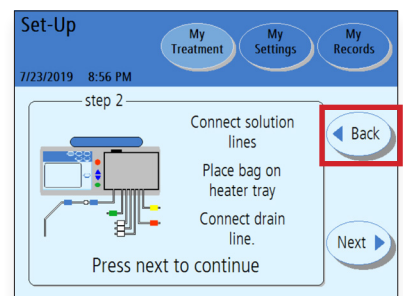 Set-Up
My
Treatment
My
Settings
My
Records
7/23/2019 8:56 PM
step 2
Connect solution
lines
Place bag on
heater tray
Connect drain
line.
Press next to continue
Back
Next